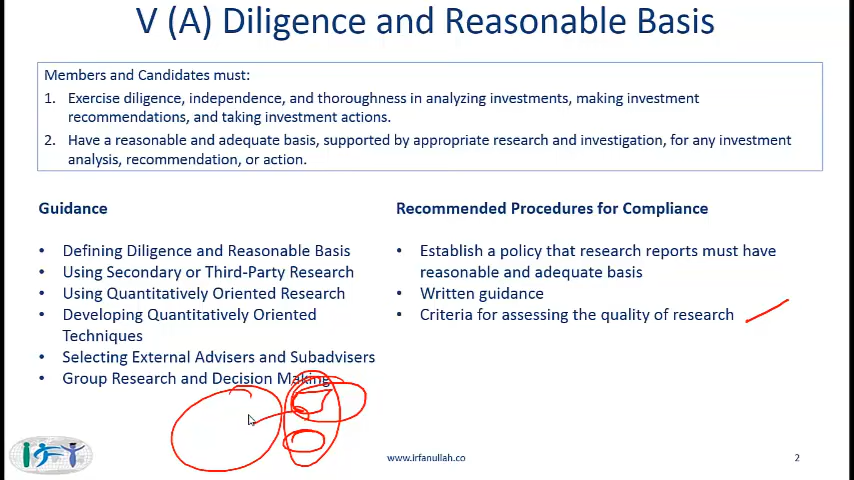 V (A) Diligence and Reasonable Basis
Members and Candidates must:
1. Exercise diligence, independence, and thoroughness in analyzing investments, making investment
recommendations, and taking investment actions.
2. Have a reasonable and adequate basis, supported by appropriate research and investigation, for any investment
analysis, recommendation, or action.
Guidance
• Defining Diligence and Reasonable Basis
• Using Secondary or Third-Party Research
• Using Quantitatively Oriented Research
• Developing Quantitatively Oriented
Techniques
• Selecting External Advisers and Subadvisers
• Group Research and Decision Making
Recommended Procedures for Compliance
• Establish a policy that research reports must have
reasonable and adequate basis
• Written guidance
• Criteria for assessing the quality of research
www.irfanullah.co
2